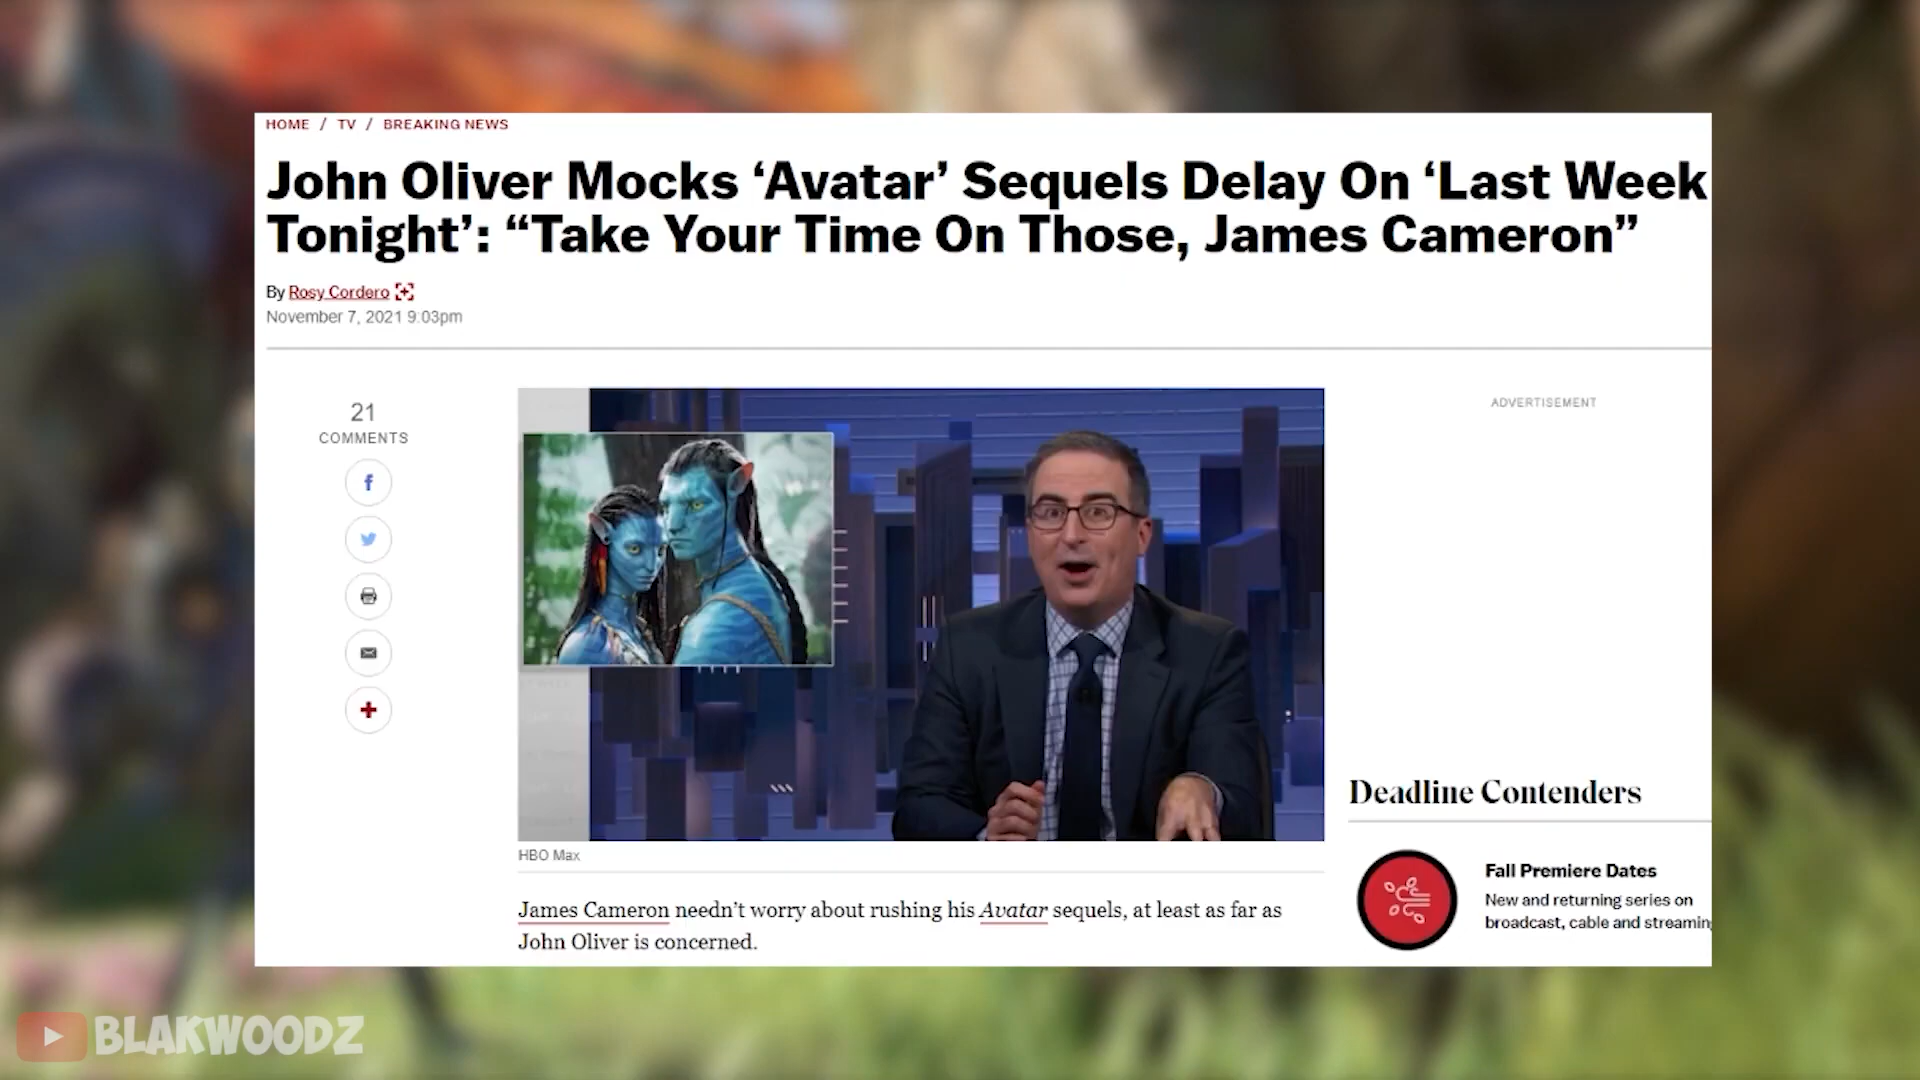 HOME / TV / BREAKING NEWS
John Oliver Mocks ‘Avatar’ Sequels Delay On ‘Last Week
Tonight’: “Take Your Time On Those, James Cameron”
By Rosy Cordero
November 7, 2021 9:03pm
21
COMMENTS
ADVERTISEMENT
HBO Max
James Cameron needn’t worry about rushing his Avatar sequels, at least as far as
John Oliver is concerned.
Deadline Contenders
Fall Premiere Dates
New and returning series on
broadcast, cable and streaming
BLAKWOODZ